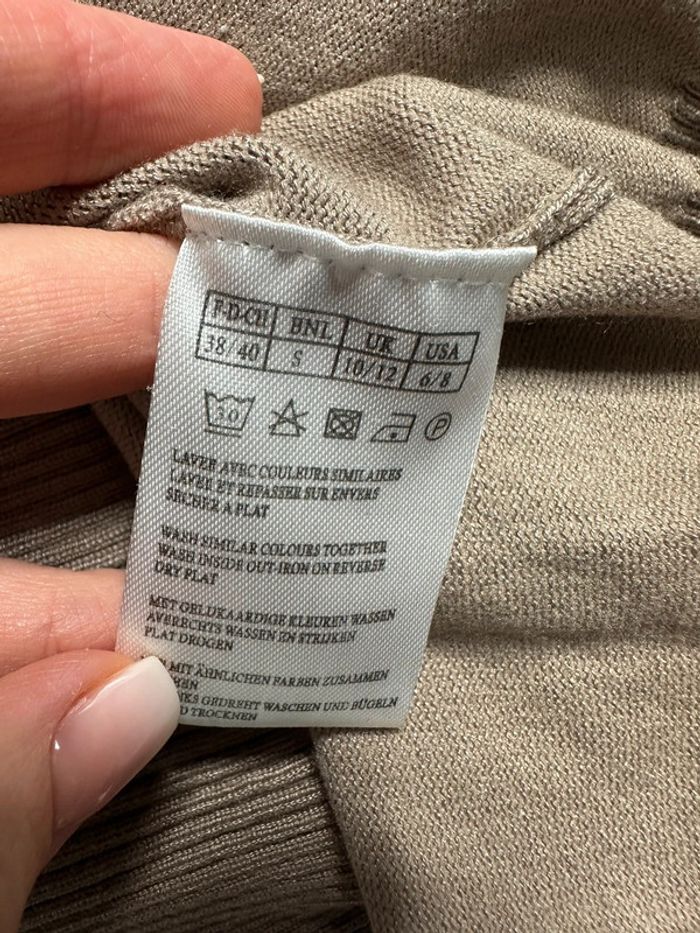 F-D-CH BNL UK USA
38/40 S 10/12 6/8
30 P
LAVER AVEC COULEURS SIMILAIRES
LAVER ET REPASSER SUR ENVERS
SECHER A PLAT
WASH SIMILAR COLOURS TOGETHER
WASH INSIDE OUT-IRON ON REVERSE
DRY FLAT
MET GELIJKAARDIGE KLEUREN WASSEN
AVERECHTS WASSEN EN STRIJKEN
PLAT DROGEN
MIT ÄHNLICHEN FARBEN ZUSAMMEN
GEDREHT WASCHEN UND BÜGELN
TROCKNEN